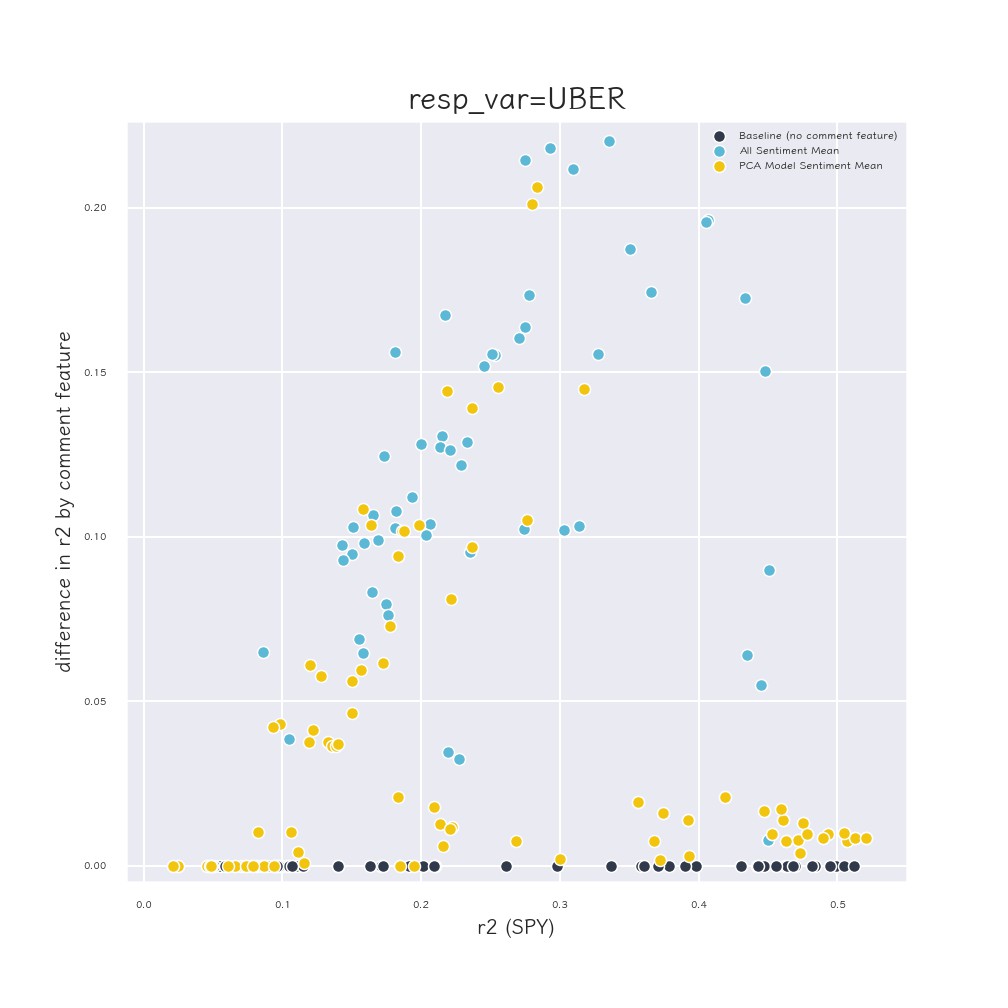 resp_var=UBER
Baseline (no comment feature)
All Sentiment Mean
PCA Model Sentiment Mean
difference in r2 by comment feature
0.20
0.15
0.10
0.05
0.00
0.0 0.1 0.2 0.3 0.4 0.5
r2 (SPY)